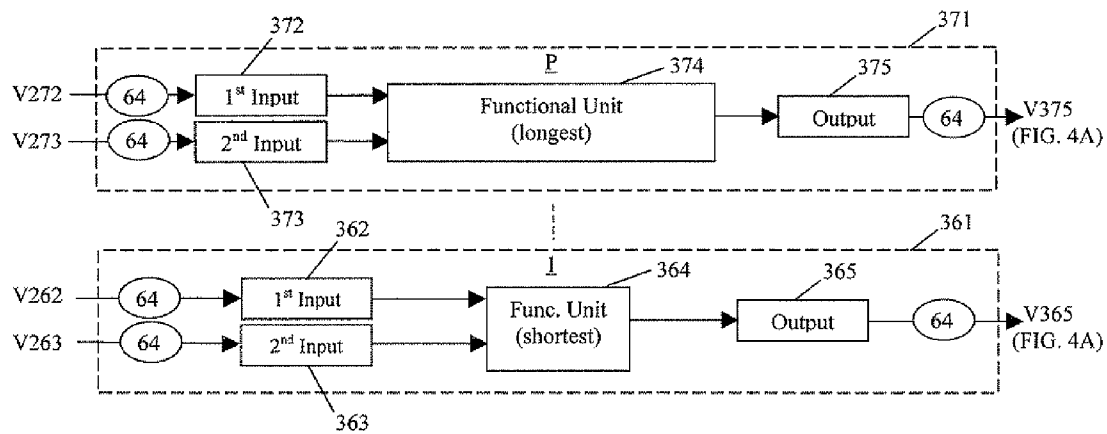 372
371
P
374
375
V272
64
1st Input
Functional Unit
(longest)
Output
64
V375
(FIG. 4A)
V273
64
2nd Input
373
362
361
1
364
365
V262
64
1st Input
Func. Unit
(shortest)
Output
64
V365
(FIG. 4A)
V263
64
2nd Input
363